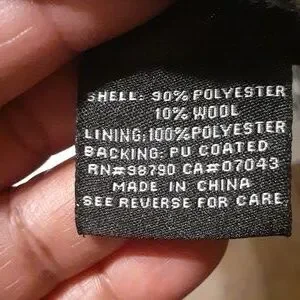 SHELL: 90% POLYESTER
10% WOOL
LINING: 100% POLYESTER
BACKING: PU COATED
RN#98790 CA#07043
MADE IN CHINA
SEE REVERSE FOR CARE